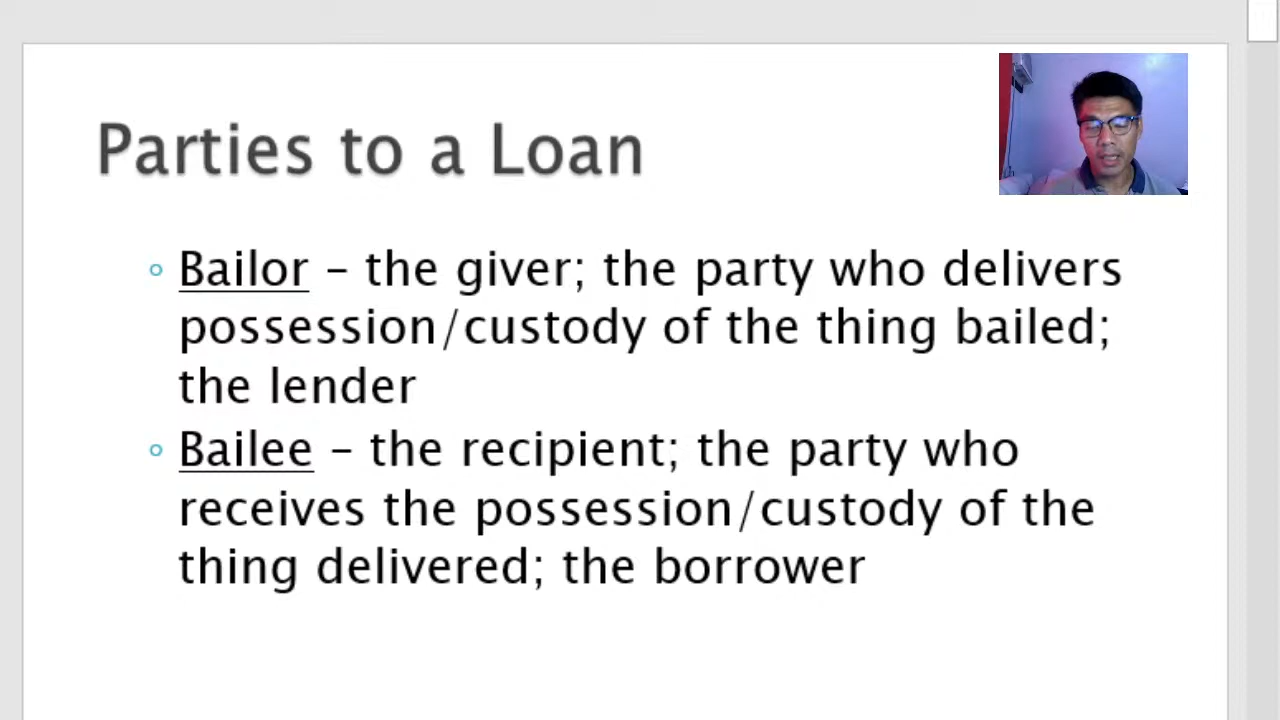 Parties to a Loan
Bailor – the giver; the party who delivers
possession/custody of the thing bailed;
the lender
Bailee – the recipient; the party who
receives the possession/custody of the
thing delivered; the borrower